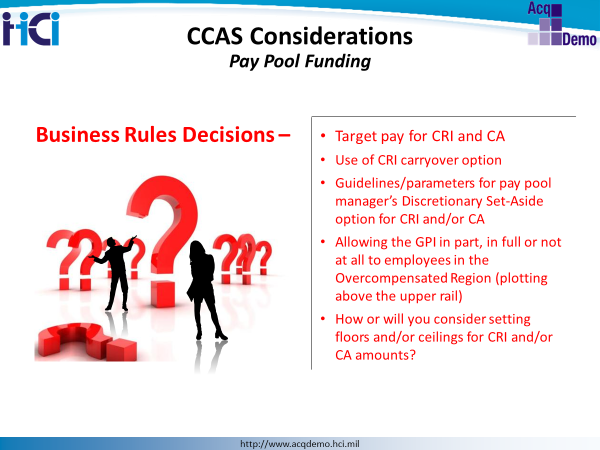 HCi
CCAS Considerations
Pay Pool Funding
Acq
Demo
Business Rules Decisions –
• Target pay for CRI and CA
• Use of CRI carryover option
• Guidelines/parameters for pay pool
manager’s Discretionary Set-Aside
option for CRI and/or CA
• Allowing the GPI in part, in full or not
at all to employees in the
Overcompensated Region (plotting
above the upper rail)
• How or will you consider setting
floors and/or ceilings for CRI and/or
CA amounts?
http://www.acqdemo.hci.mil